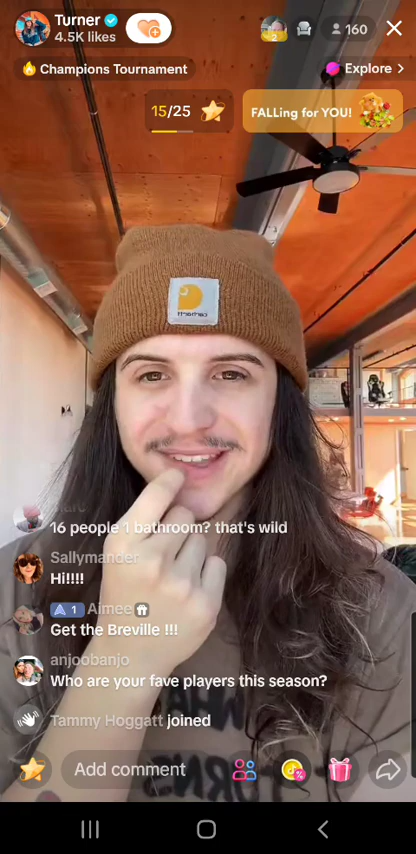 Turner
4.5K likes
2
160
Champions Tournament
Explore >
15/25
FALLing for YOU!
carhartt
16 people 1 bathroom? that's wild
Sallymander
Hi!!!!
1 Aimee
Get the Breville !!!
anjoobanjo
Who are your fave players this season?
Tammy Hoggatt joined
Add comment